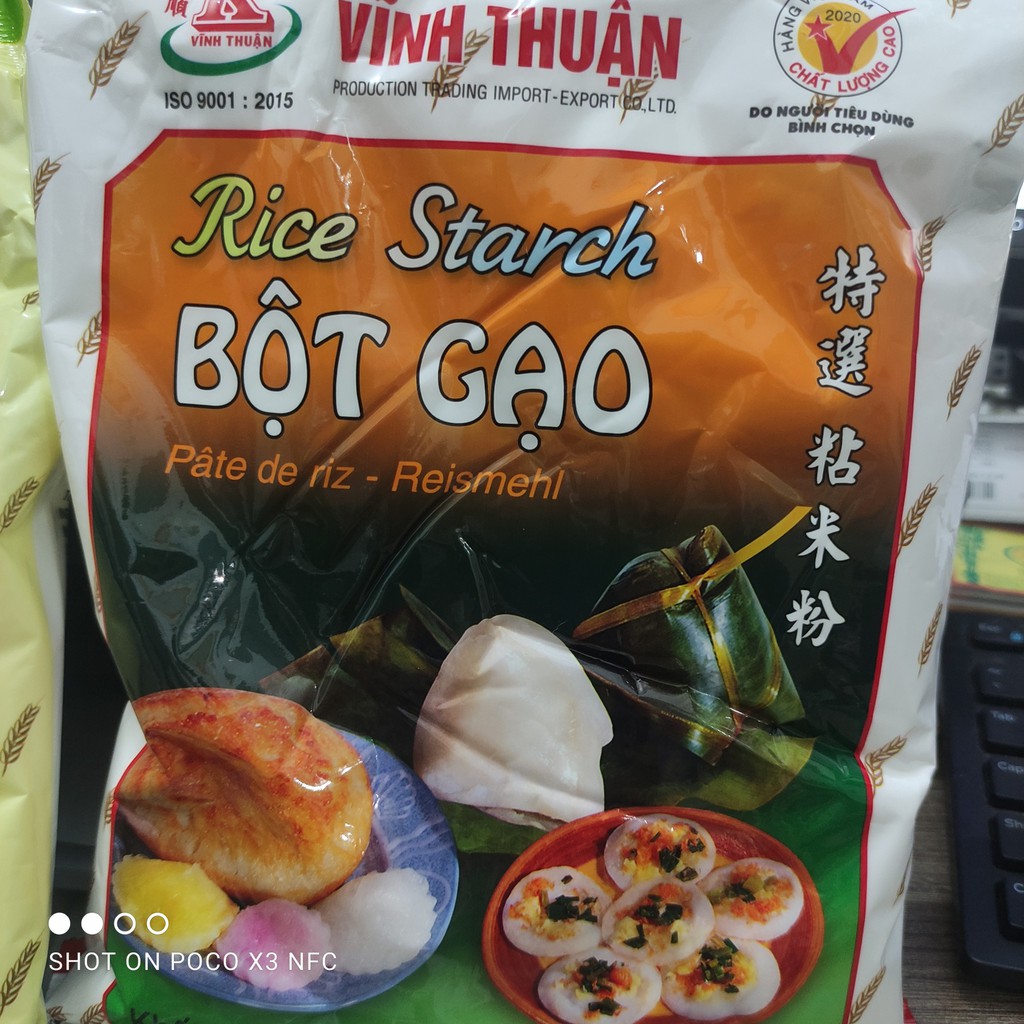 順
VĨNH THUẬN
ISO 9001 : 2015
VĨNH THUẬN
PRODUCTION TRADING IMPORT-EXPORT CO.,LTD.
2020
CHẤT LƯỢNG CAO
DO NGƯỜI TIÊU DÙNG
BÌNH CHỌN
Rice Starch
BỘT GẠO
Pâte de riz - Reismehl
特選粘米粉
Tab
SHOT ON POCO X3 NFC